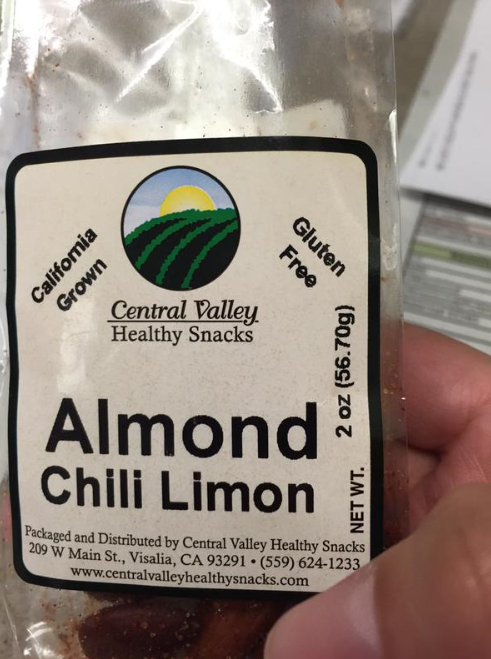 California
Grown
Gluten
Free
Central Valley
Healthy Snacks
Almond
Chili Limon
NET WT. 2 oz (56.70g)
Packaged and Distributed by Central Valley Healthy Snacks
209 W Main St., Visalia, CA 93291 • (559) 624-1233
www.centralvalleyhealthysnacks.com